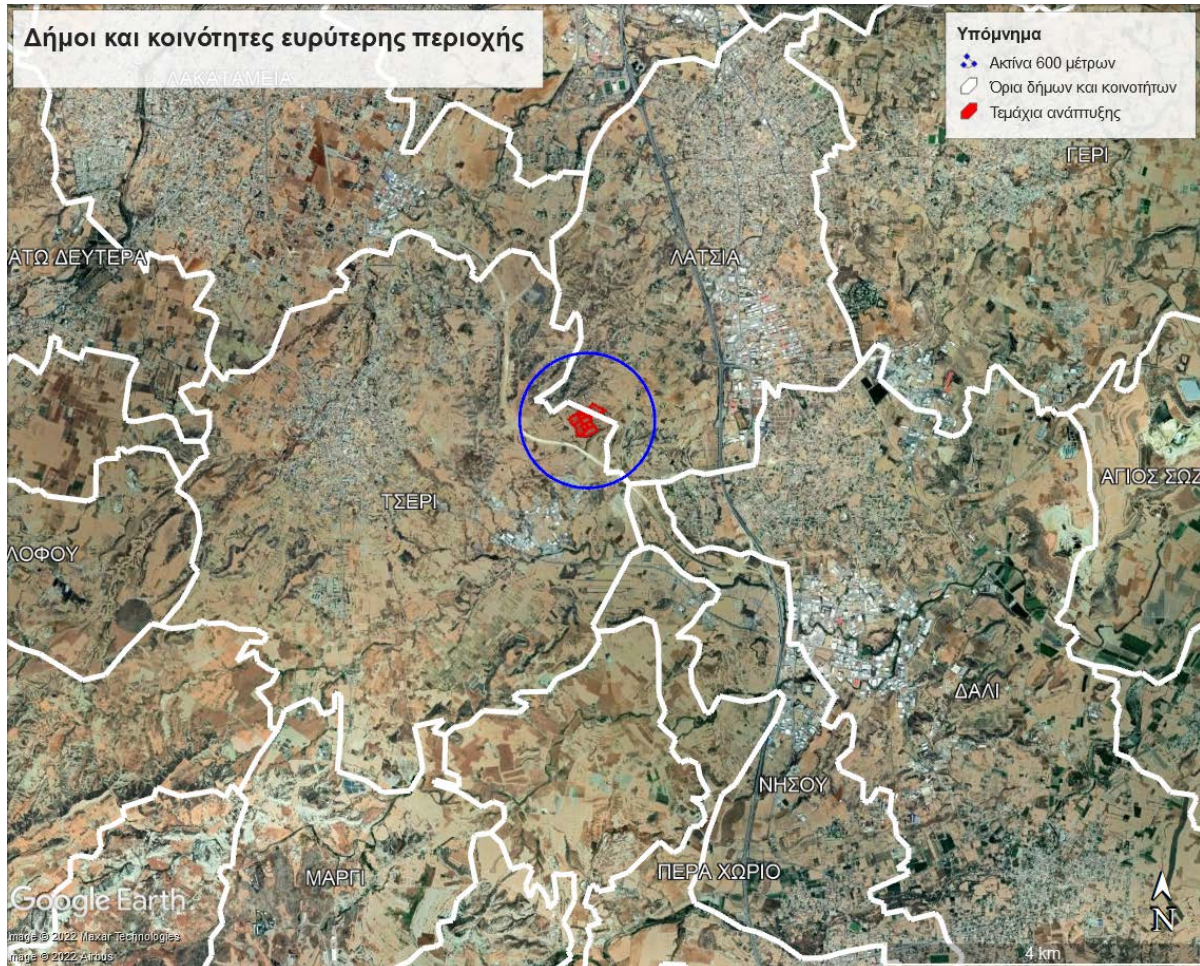 Δήμοι και κοινότητες ευρύτερης περιοχής
Υπόμνημα
Ακτίνα 600 μέτρων
Όρια δήμων και κοινοτήτων
Τεμάχια ανάπτυξης
ΛΑΚΑΤΑΜΕΙΑ
ΓΕΡΙ
ΑΤΩ ΔΕΥΤΕΡΑ
ΛΑΤΣΙΑ
ΑΓΙΟΣ ΣΩΖ
ΤΣΕΡΙ
ΛΟΦΟΥ
ΔΑΛΙ
ΝΗΣΟΥ
ΠΕΡΑ ΧΩΡΙΟ
ΜΑΡΓΙ
Google Earth
Image © 2022 Maxar Technologies
Image © 2022 Airbus
N
4 km